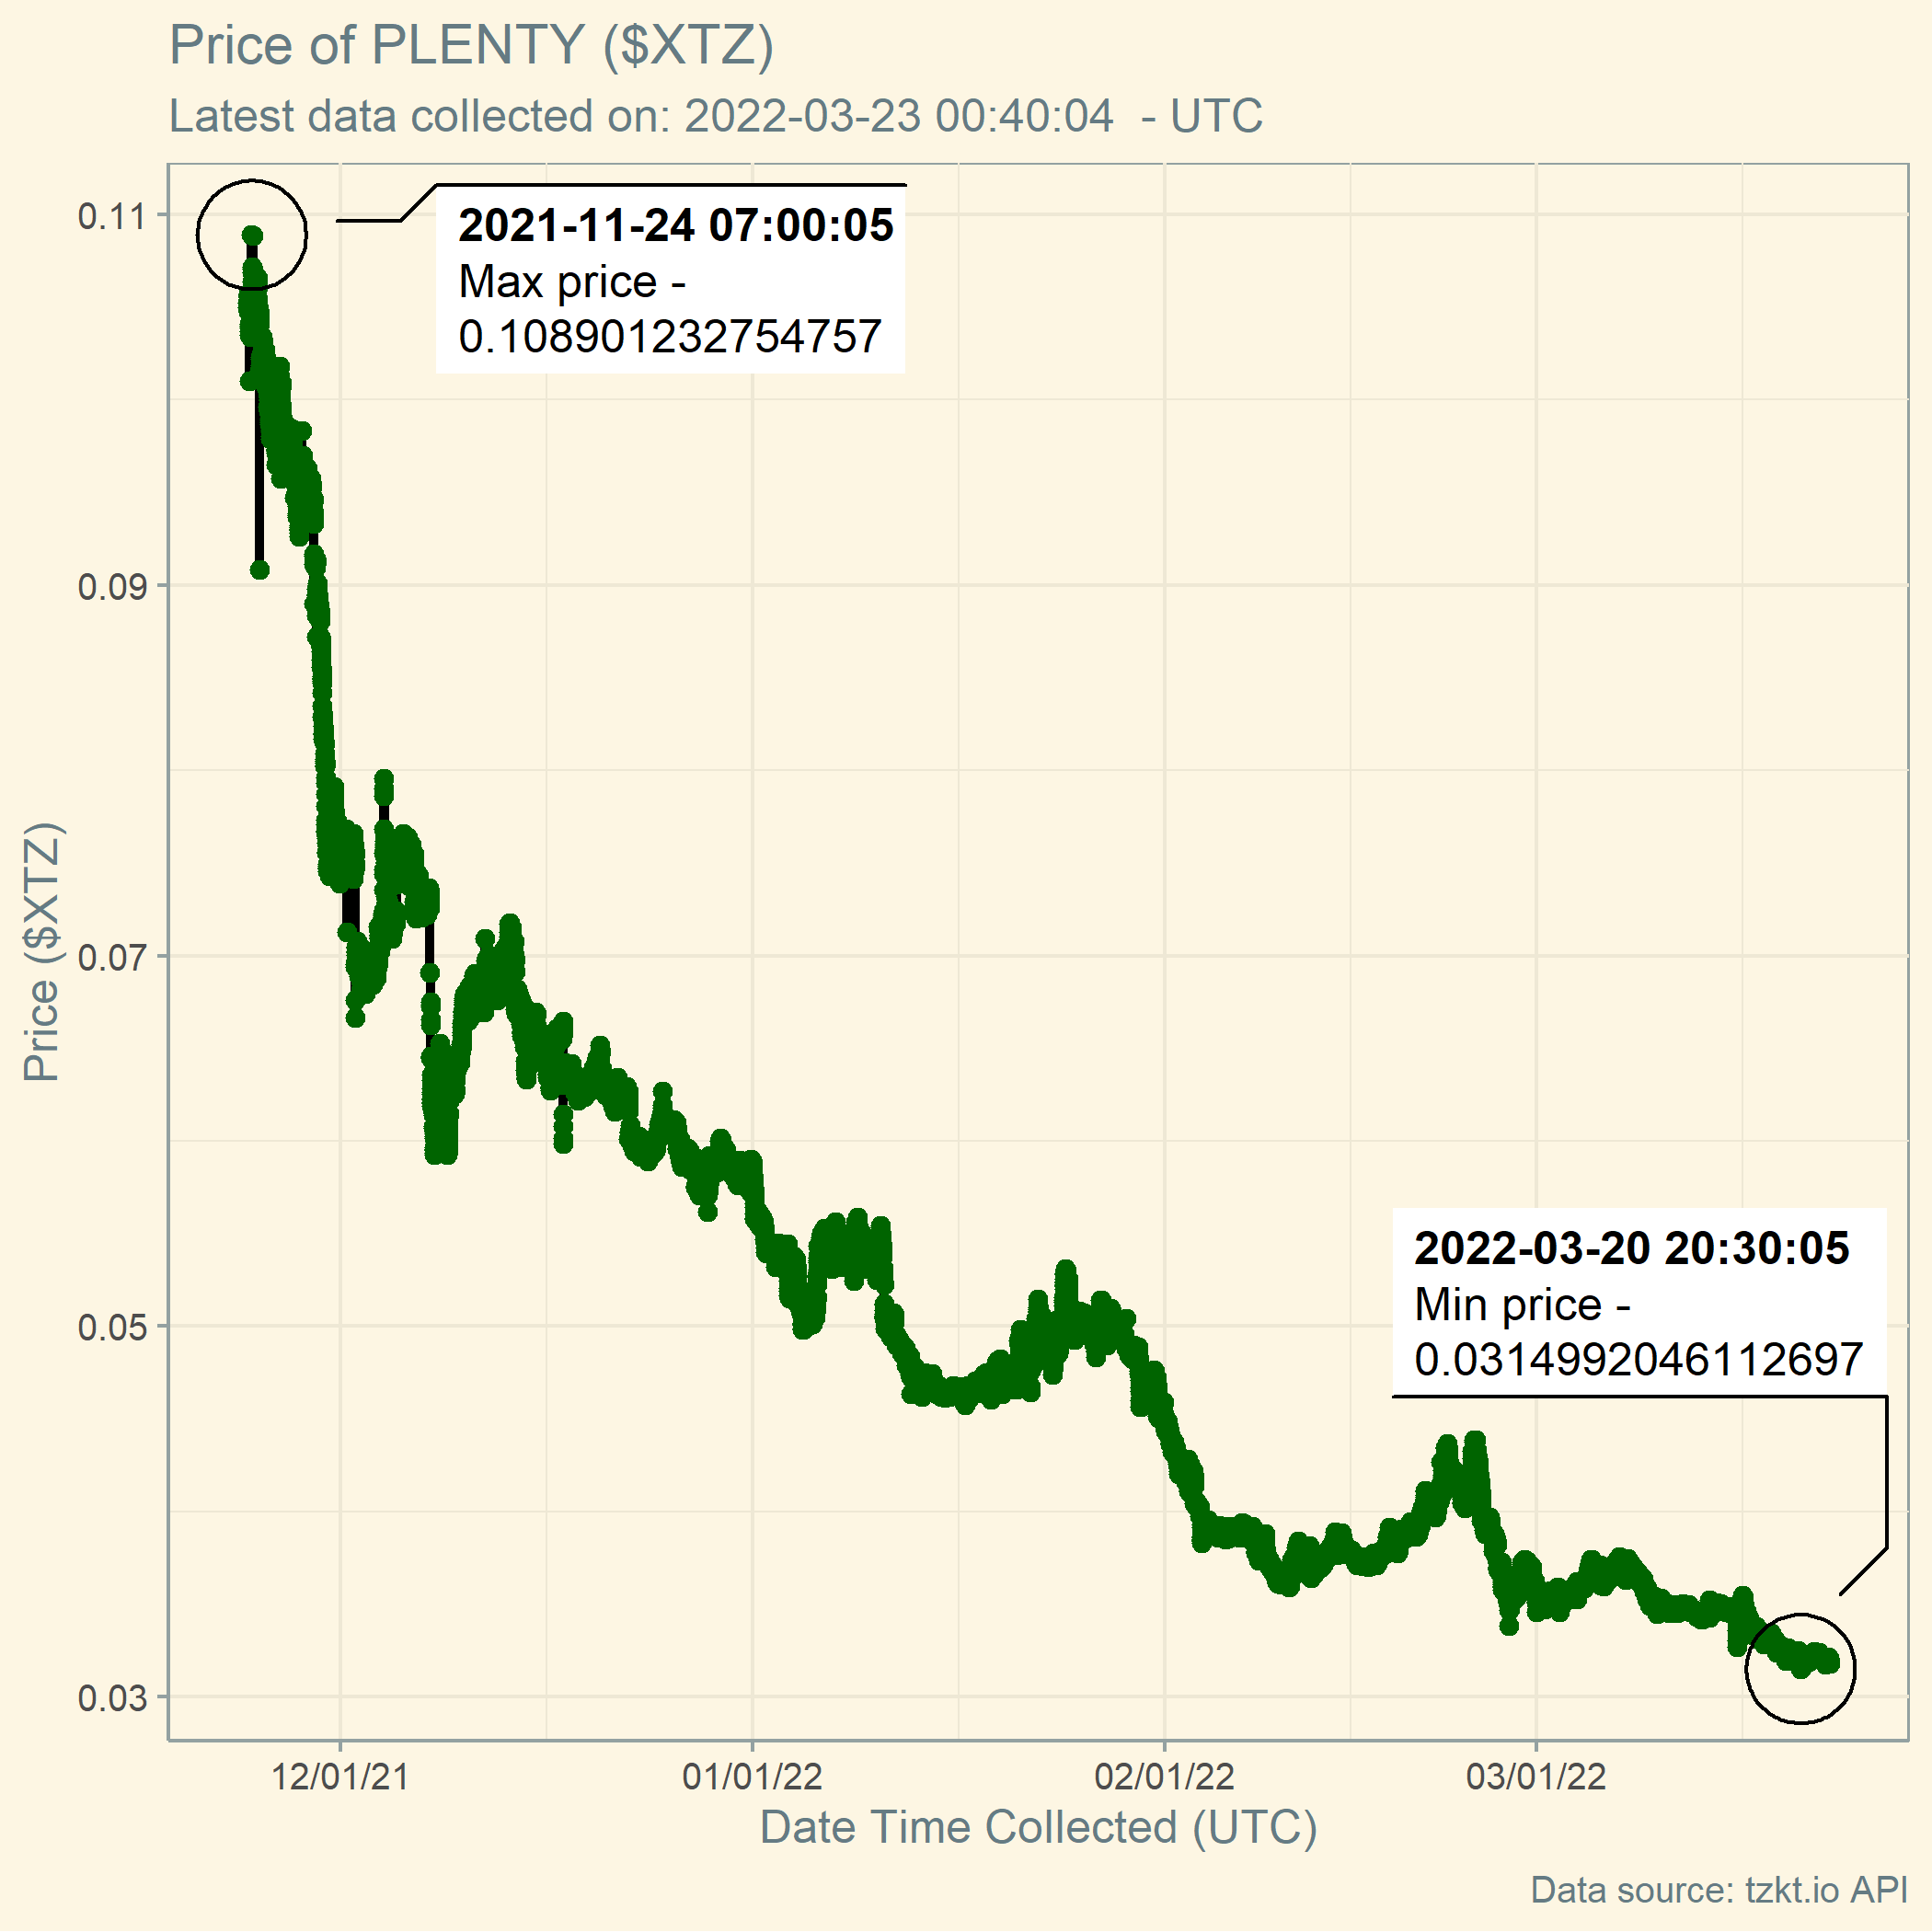 Price of PLENTY ($XTZ)
Latest data collected on: 2022-03-23 00:40:04  - UTC
2021-11-24 07:00:05
Max price -
0.108901232754757
0.11
0.09
0.07
0.05
0.03
Price ($XTZ)
2022-03-20 20:30:05
Min price -
0.0314992046112697
12/01/21
01/01/22
02/01/22
03/01/22
Date Time Collected (UTC)
Data source: tzkt.io API